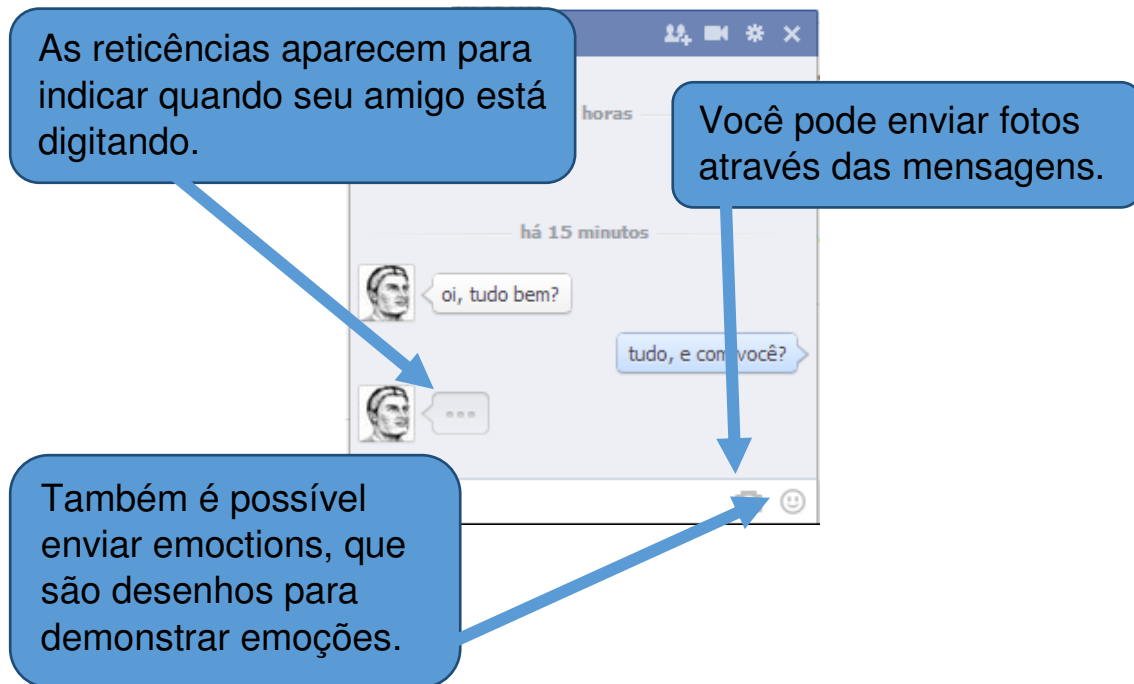 As reticências aparecem para
indicar quando seu amigo está
digitando.
horas
Você pode enviar fotos
através das mensagens.
há 15 minutos
oi, tudo bem?
tudo, e com você?
Também é possível
enviar emoctions, que
são desenhos para
demonstrar emoções.